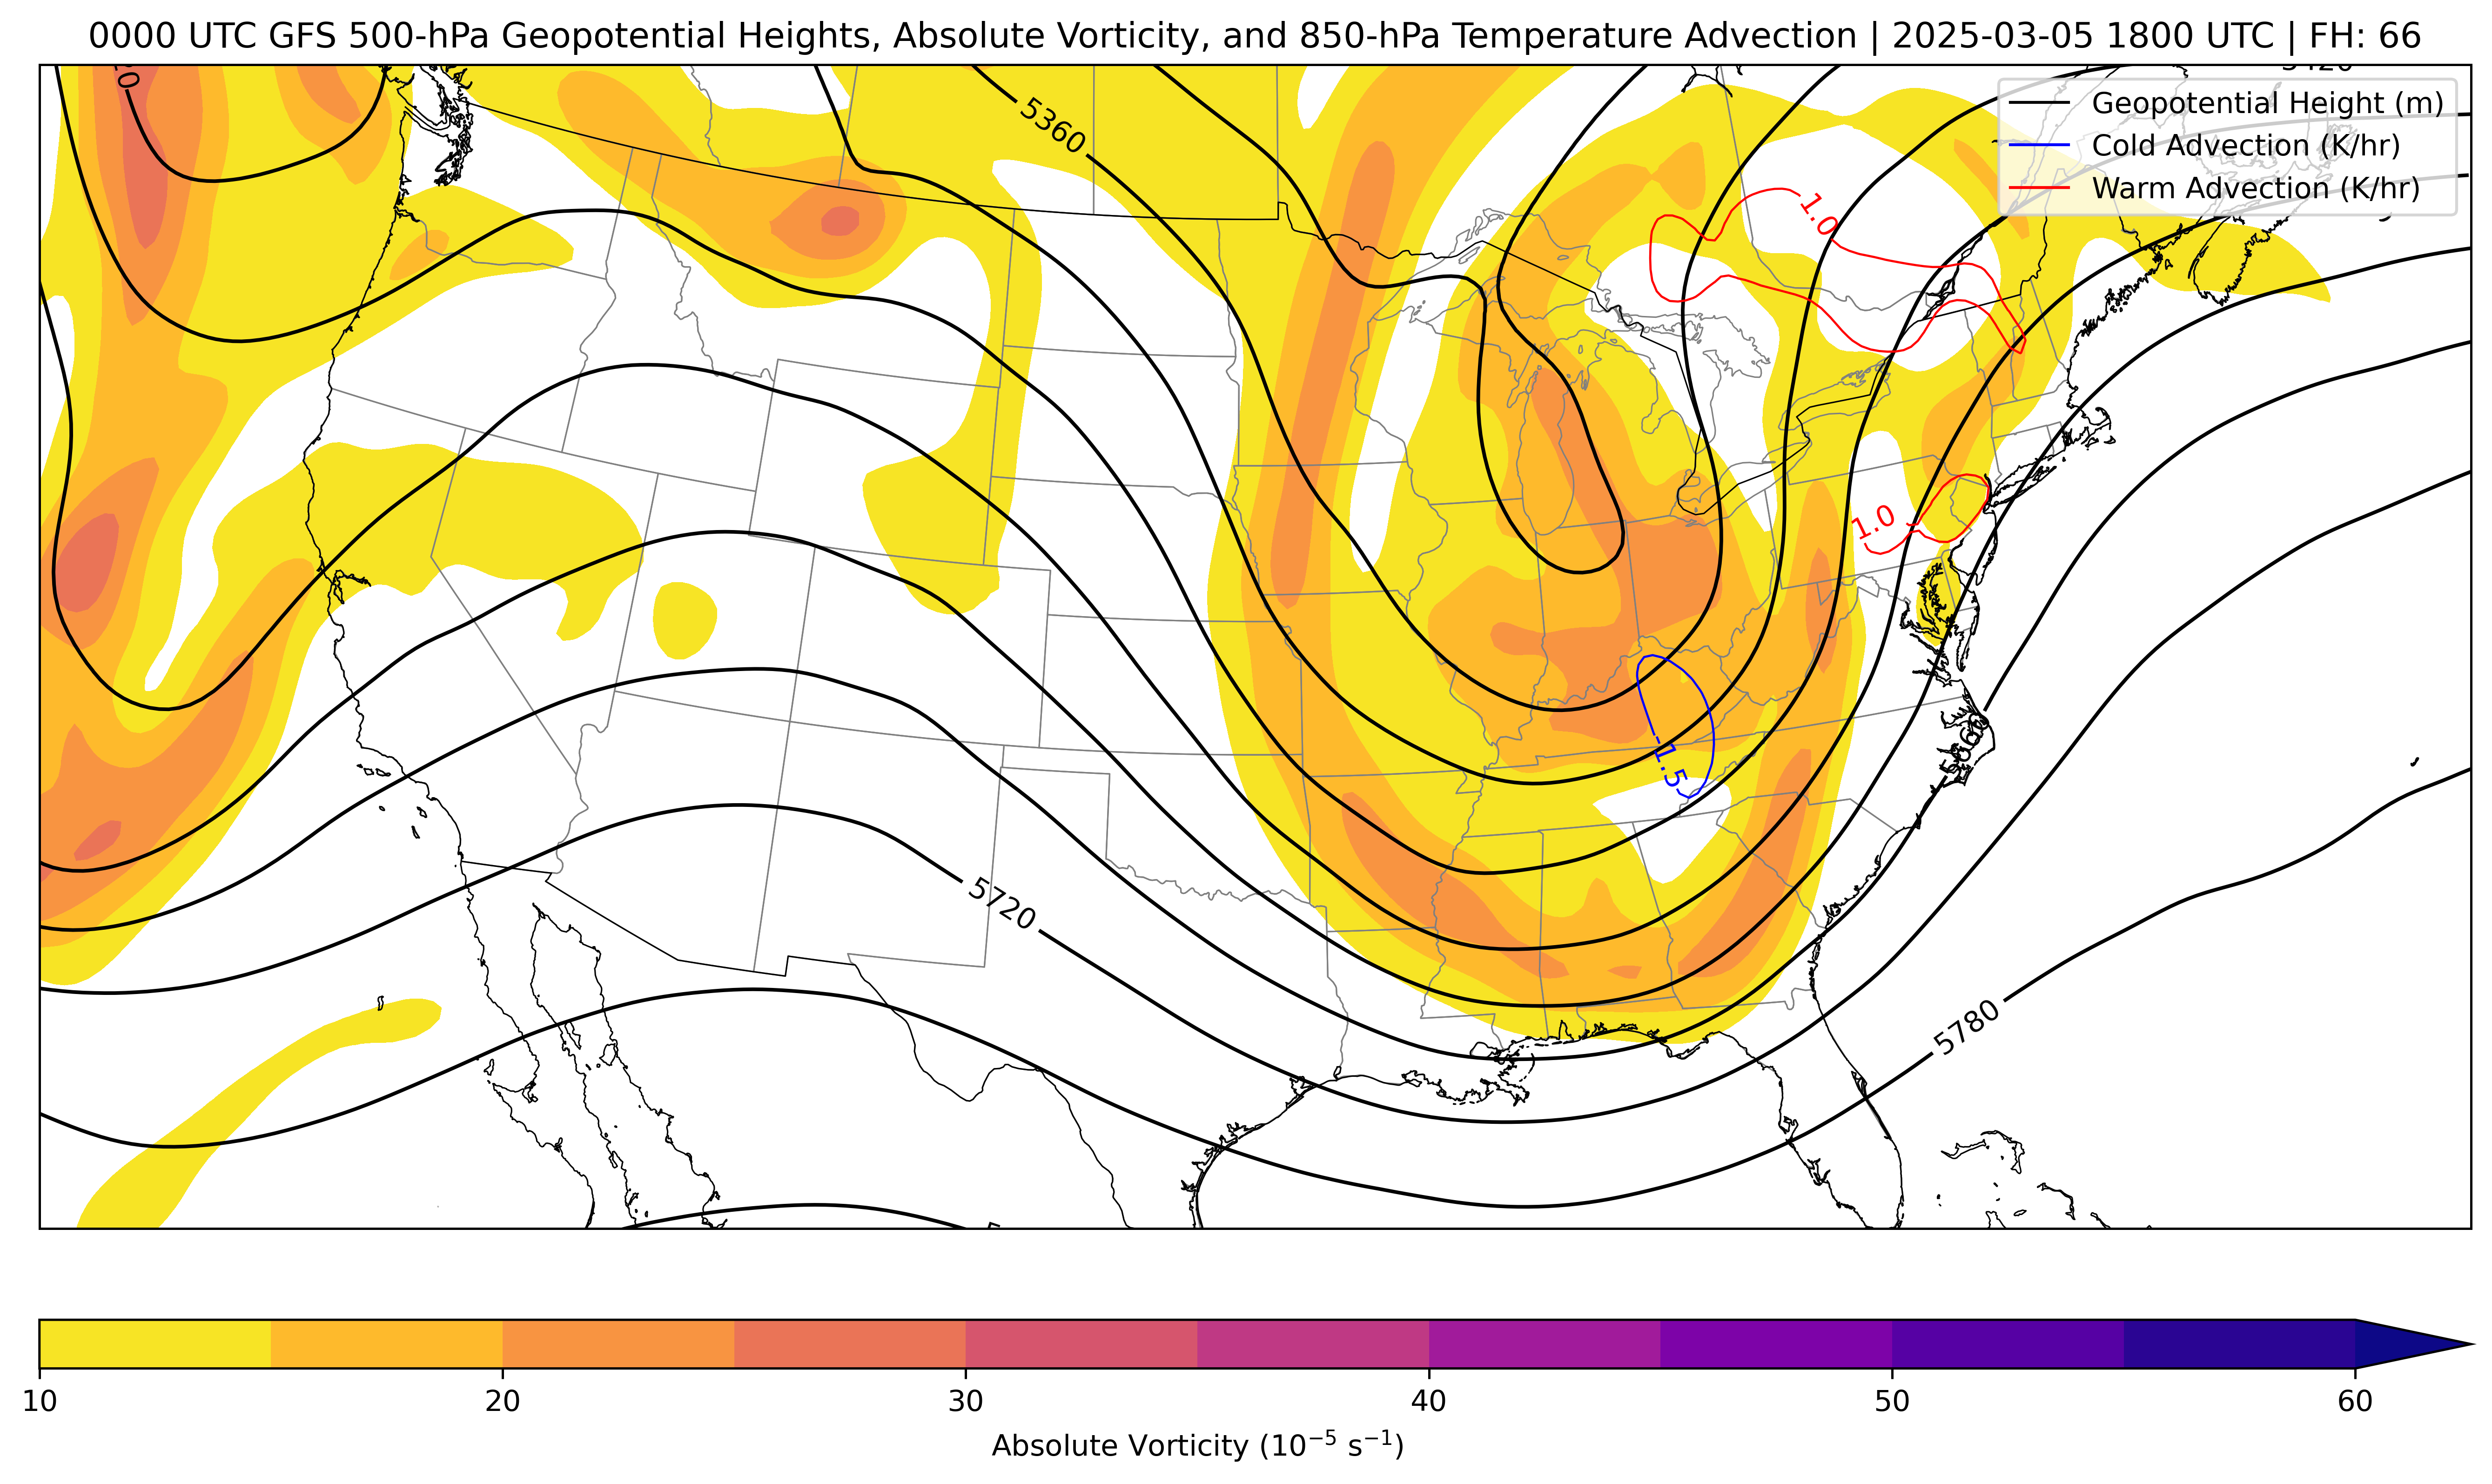 0000 UTC GFS 500-hPa Geopotential Heights, Absolute Vorticity, and 850-hPa Temperature Advection | 2025-03-05 1800 UTC | FH: 66
Geopotential Height (m)
Cold Advection (K/hr)
Warm Advection (K/hr)
5360
1.0
1.0
-1.5
5720
5780
10 20 30 40 50 60
Absolute Vorticity (10⁻⁵ s⁻¹)